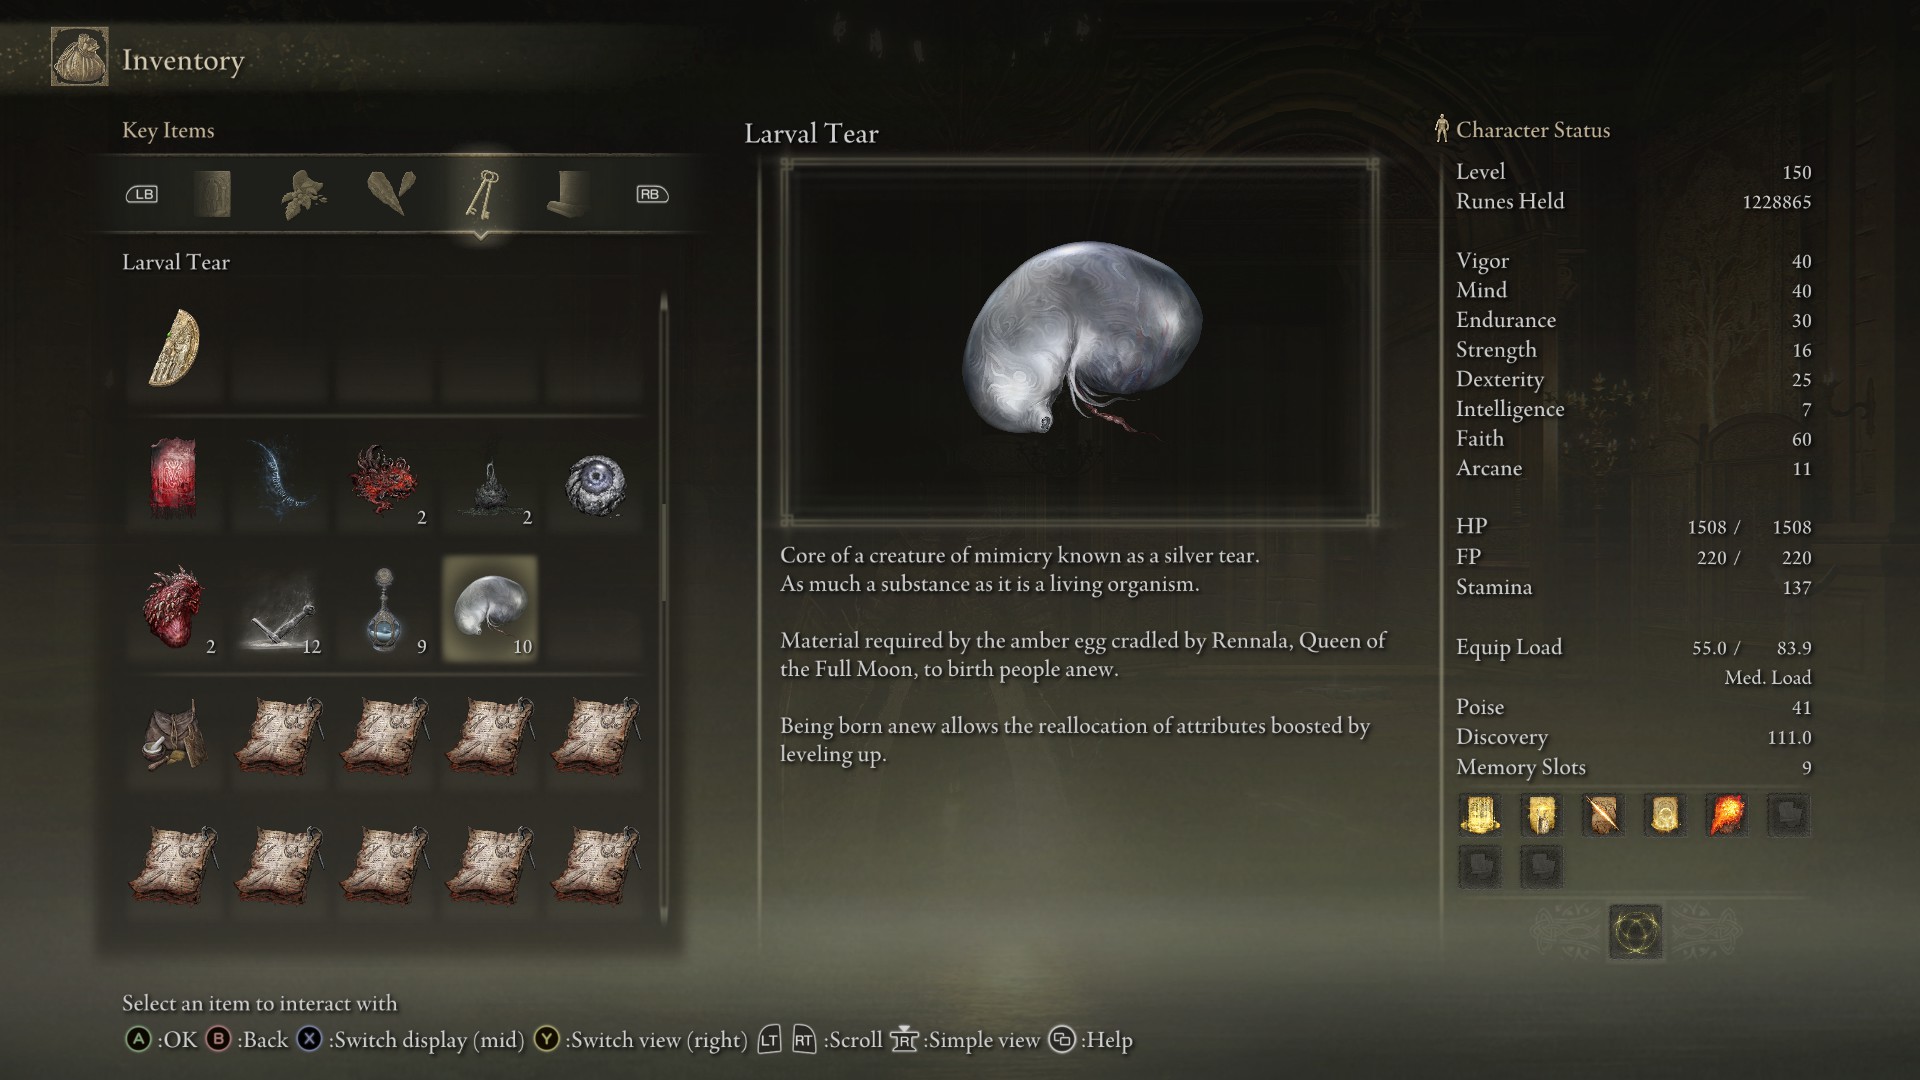 Inventory
Key Items
LB
RB
Larval Tear
2
2
2
12
9
10
Select an item to interact with
A :OK B :Back X :Switch display (mid) Y :Switch view (right) LT RT :Scroll R :Simple view :Help
Larval Tear
Core of a creature of mimicry known as a silver tear.
As much a substance as it is a living organism.
Material required by the amber egg cradled by Rennala, Queen of
the Full Moon, to birth people anew.
Being born anew allows the reallocation of attributes boosted by
leveling up.
Character Status
Level 150
Runes Held 1228865
Vigor 40
Mind 40
Endurance 30
Strength 16
Dexterity 25
Intelligence 7
Faith 60
Arcane 11
HP 1508 / 1508
FP 220 / 220
Stamina 137
Equip Load 55.0 / 83.9
Med. Load
Poise 41
Discovery 111.0
Memory Slots 9